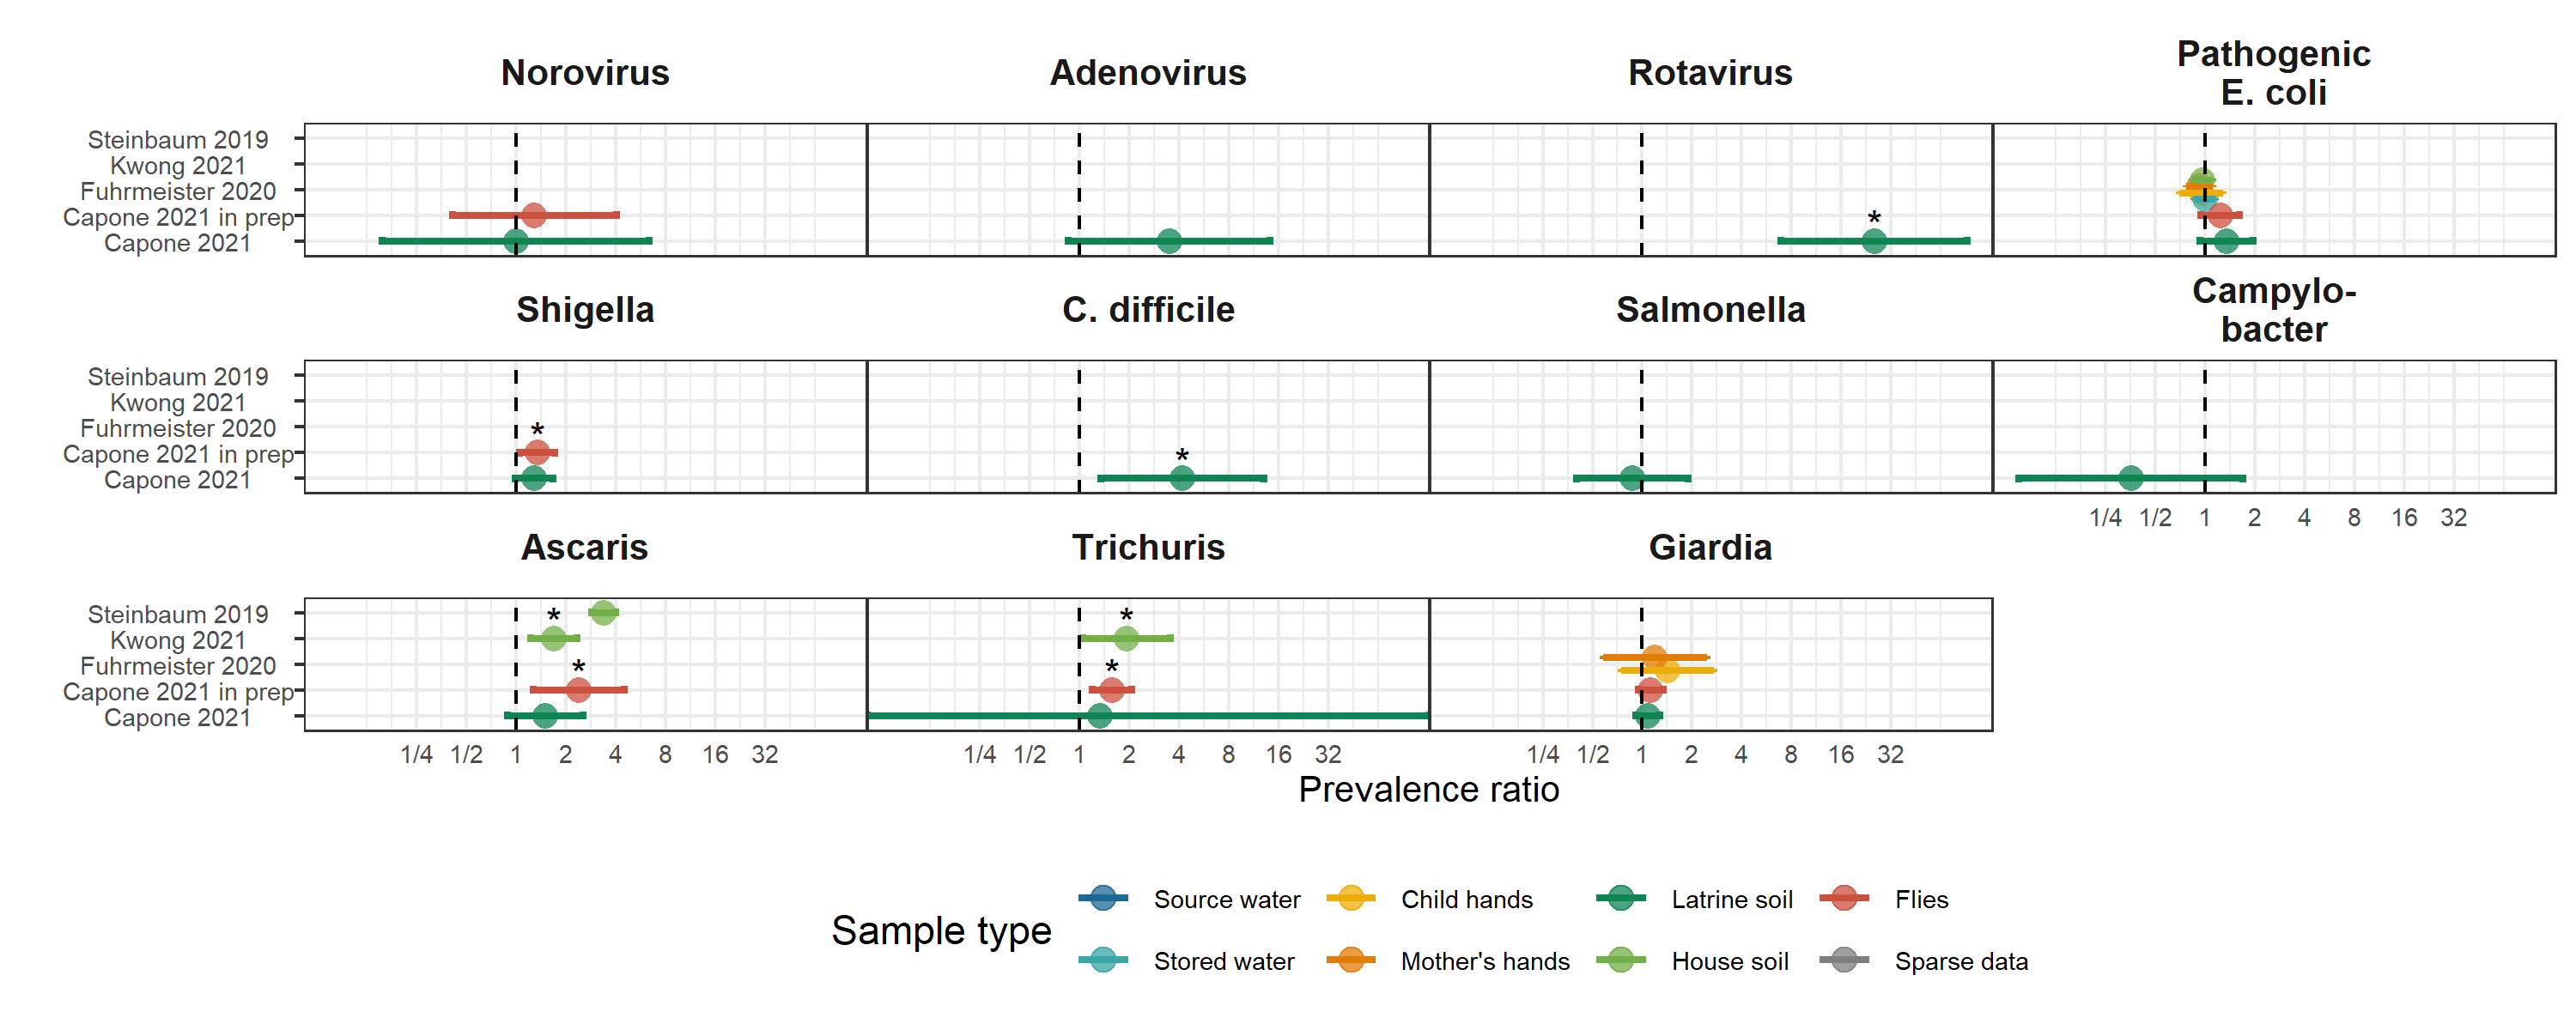 Norovirus
Adenovirus
Rotavirus
Pathogenic
E. coli
Steinbaum 2019
Kwong 2021
Fuhrmeister 2020
Capone 2021 in prep
*
Capone 2021
Shigella
C. difficile
Salmonella
Campylo-
bacter
Steinbaum 2019
Kwong 2021
Fuhrmeister 2020
*
Capone 2021 in prep
*
Capone 2021
1/4 1/2 1 2 4 8 16 32
Ascaris
Trichuris
Giardia
Steinbaum 2019
* *
Kwong 2021
Fuhrmeister 2020
* *
Capone 2021 in prep
Capone 2021
1/4 1/2 1 2 4 8 16 32
1/4 1/2 1 2 4 8 16 32
1/4 1/2 1 2 4 8 16 32
Prevalence ratio
Sample type
Source water
Child hands
Latrine soil
Flies
Stored water
Mother's hands
House soil
Sparse data